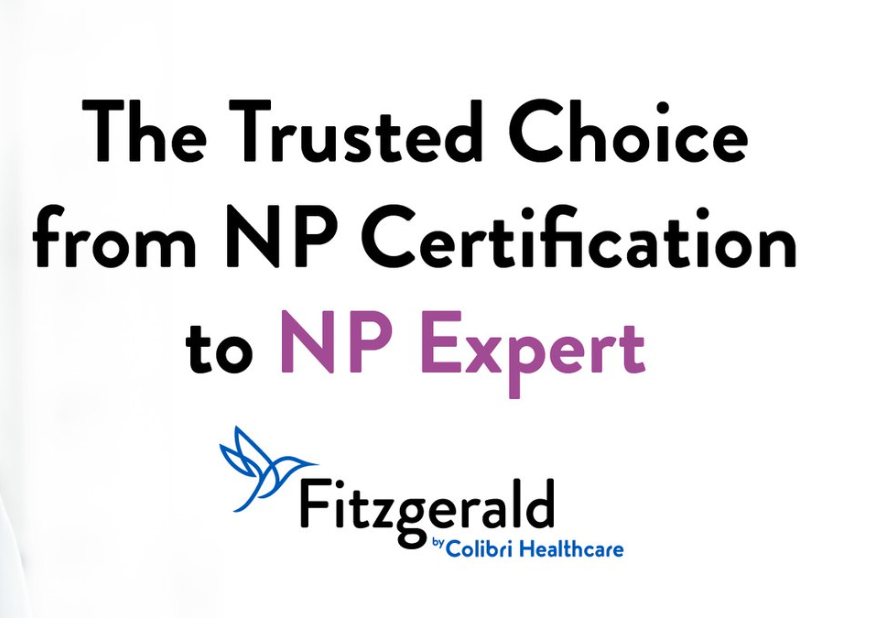 The Trusted Choice
from NP Certification
to NP Expert
Fitzgerald
by Colibri Healthcare